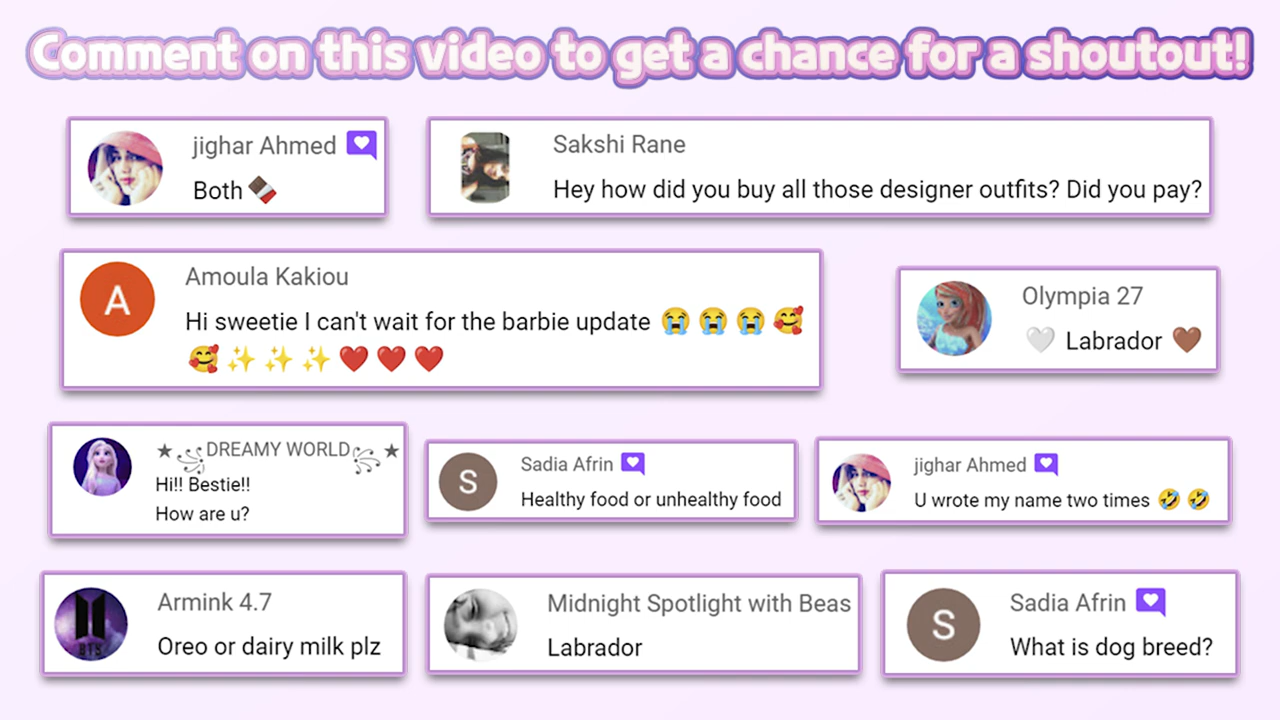 Comment on this video to get a chance for a shoutout!
jighar Ahmed
Both 🍫
Sakshi Rane
Hey how did you buy all those designer outfits? Did you pay?
A
Amoula Kakiou
Hi sweetie I can't wait for the barbie update 😭 😭 😭 🥰
🥰 ✨ ✨ ✨ ❤️ ❤️ ❤️
Olympia 27
🤍 Labrador 🤎
★ ꧁DREAMY WORLD꧂ ★
Hi!! Bestie!!
How are u?
S
Sadia Afrin
Healthy food or unhealthy food
jighar Ahmed
U wrote my name two times 🤣 🤣
BTS
Armink 4.7
Oreo or dairy milk plz
Midnight Spotlight with Beas
Labrador
S
Sadia Afrin
What is dog breed?